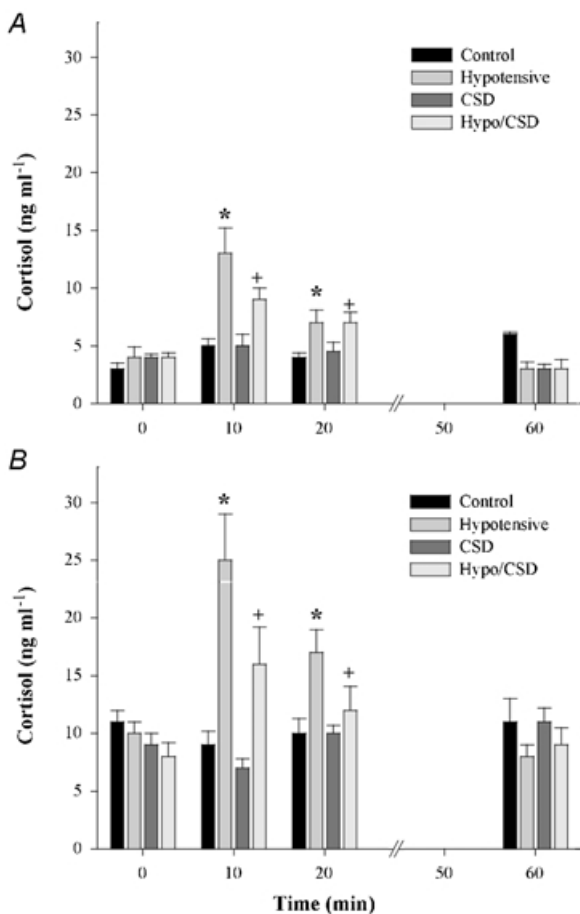 A
30
25
20
15
10
5
0
Cortisol (ng ml-1)
Control
Hypotensive
CSD
Hypo/CSD
*
+
*
+
0 10 20 50 60
B
30
25
20
15
10
5
0
Cortisol (ng ml-1)
Control
Hypotensive
CSD
Hypo/CSD
*
+
*
+
0 10 20 50 60
Time (min)